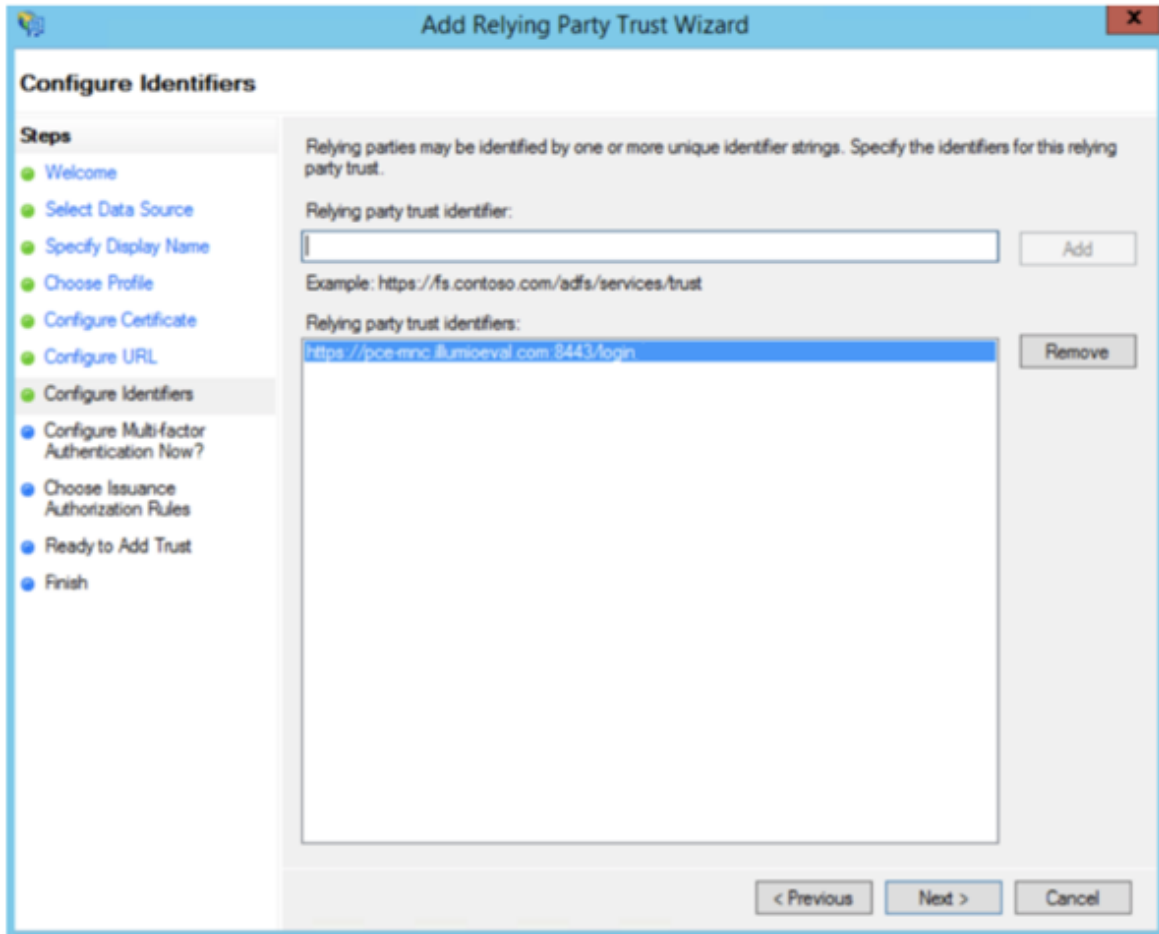 Add Relying Party Trust Wizard
x
Configure Identifiers
Steps
Welcome
Select Data Source
Specify Display Name
Choose Profile
Configure Certificate
Configure URL
Configure Identifiers
Configure Multi-factor
Authentication Now?
Choose Issuance
Authorization Rules
Ready to Add Trust
Finish
Relying parties may be identified by one or more unique identifier strings. Specify the identifiers for this relying
party trust.
Relying party trust identifier:
Add
Example: https://fs.contoso.com/adfs/services/trust
Relying party trust identifiers:
https://pce-mnc.illumioeval.com:8443/login
Remove
< Previous
Next >
Cancel